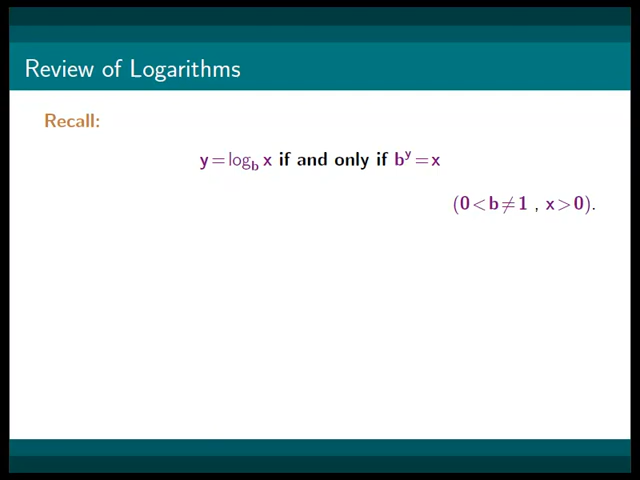 Review of Logarithms
Recall:
y = log_b x if and only if b^y = x
(0 < b ≠ 1 , x > 0).